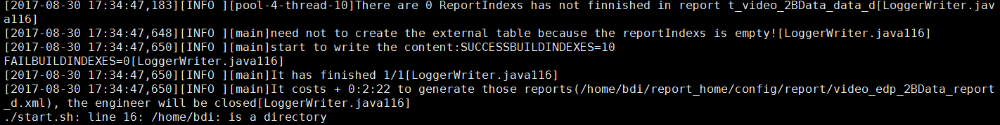 [2017-08-30 17:34:47,183][INFO ][pool-4-thread-10]There are 0 ReportIndexs has not finnished in report t_video_2BData_data_d[LoggerWriter.jav
a116]
[2017-08-30 17:34:47,648][INFO ][main]need not to create the external table because the reportIndexs is empty![LoggerWriter.java116]
[2017-08-30 17:34:47,650][INFO ][main]start to write the content:SUCCESSBUILDINDEXES=10
FAILBUILDINDEXES=0[LoggerWriter.java116]
[2017-08-30 17:34:47,650][INFO ][main]It has finished 1/1[LoggerWriter.java116]
[2017-08-30 17:34:47,650][INFO ][main]It costs + 0:2:22 to generate those reports(/home/bdi/report_home/config/report/video_edp_2BData_report
_d.xml), the engineer will be closed[LoggerWriter.java116]
./start.sh: line 16: /home/bdi: is a directory